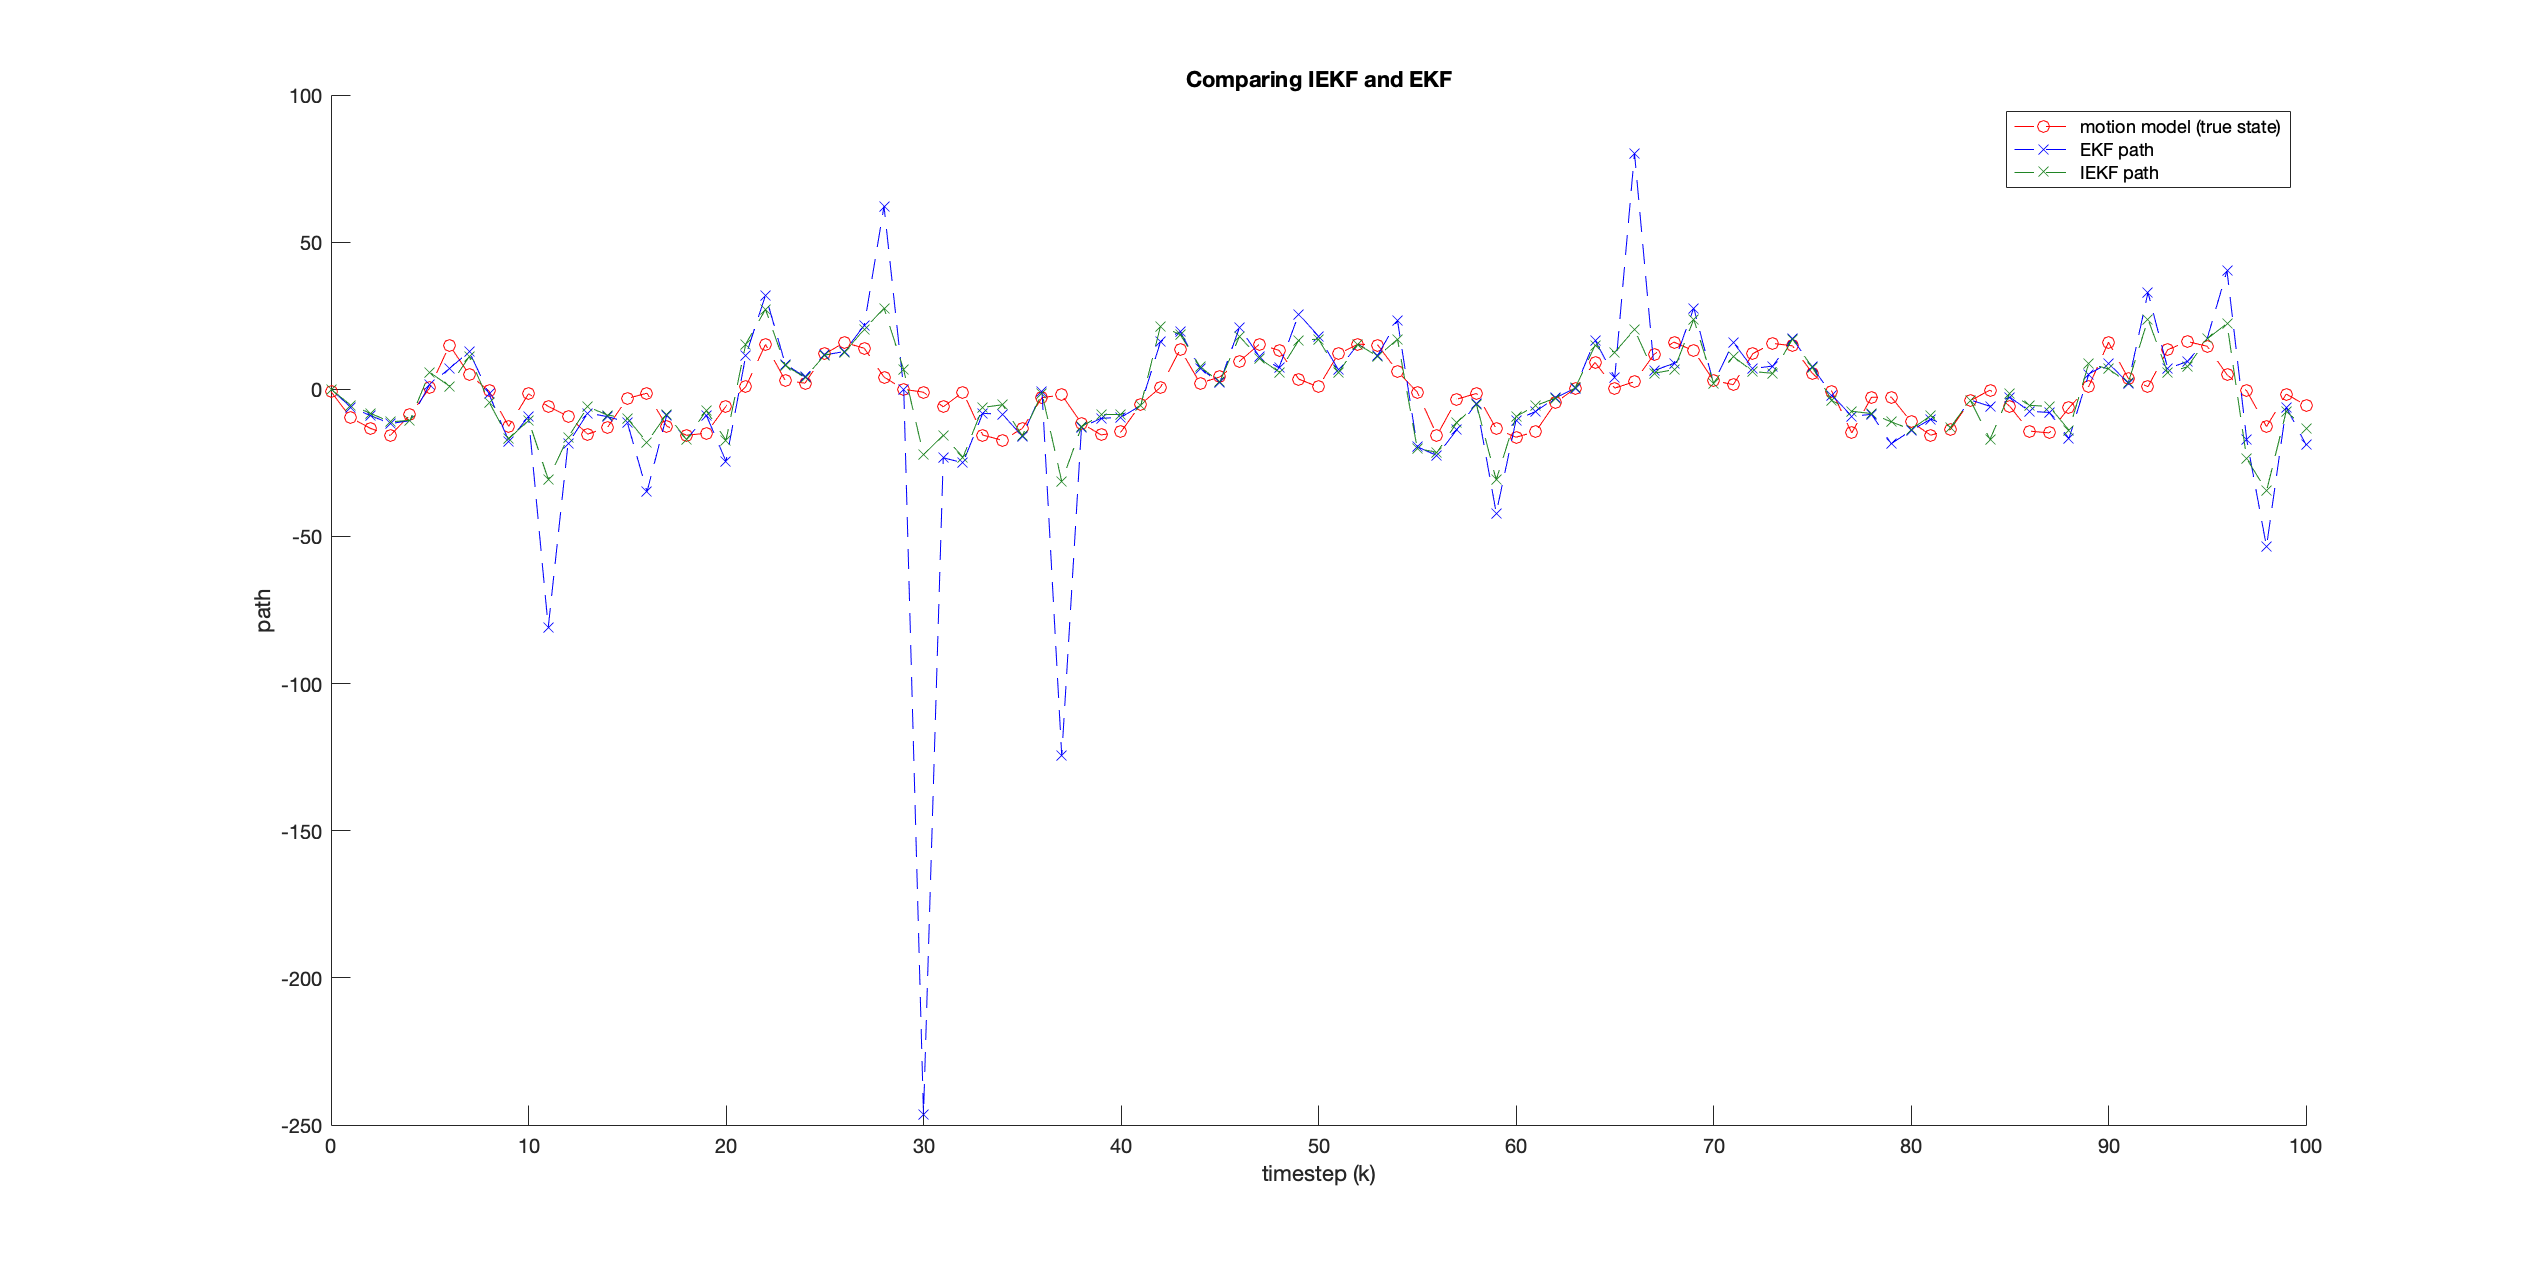 Comparing IEKF and EKF
motion model (true state)
EKF path
IEKF path
100
50
0
-50
-100
-150
-200
-250
path
0 10 20 30 40 50 60 70 80 90 100
timestep (k)